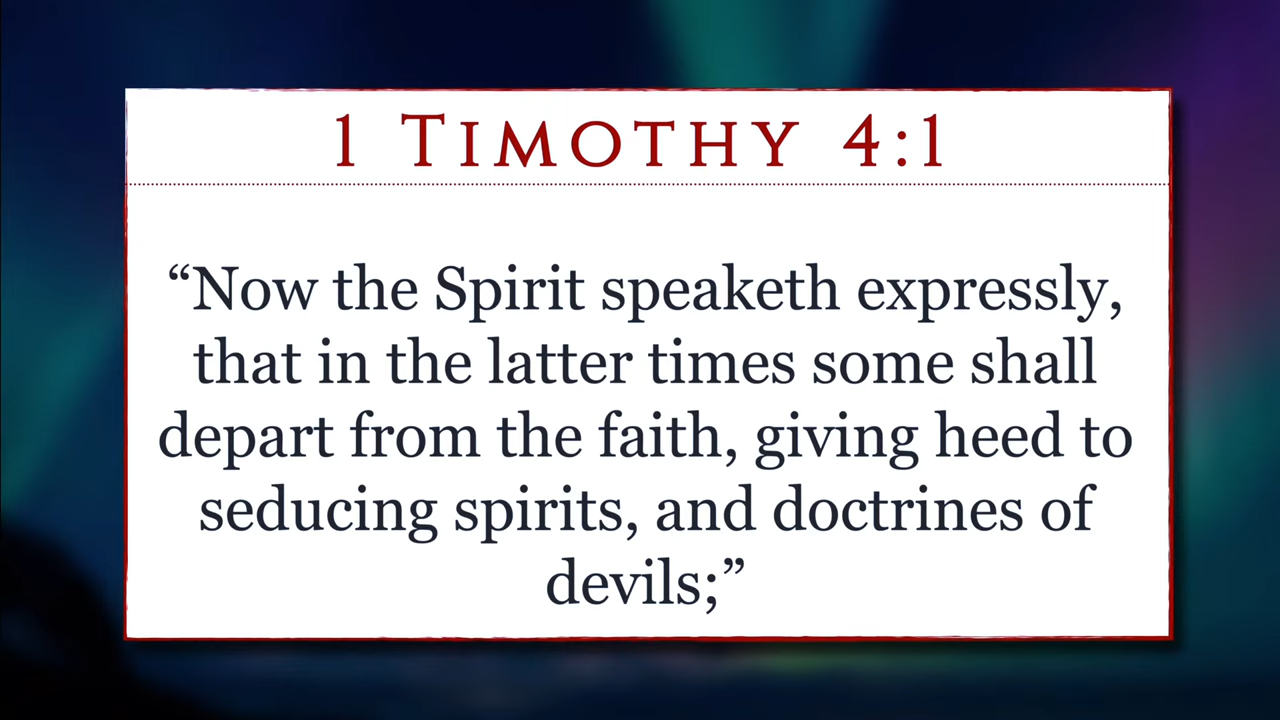 1 Timothy 4:1
“Now the Spirit speaketh expressly,
that in the latter times some shall
depart from the faith, giving heed to
seducing spirits, and doctrines of
devils;”